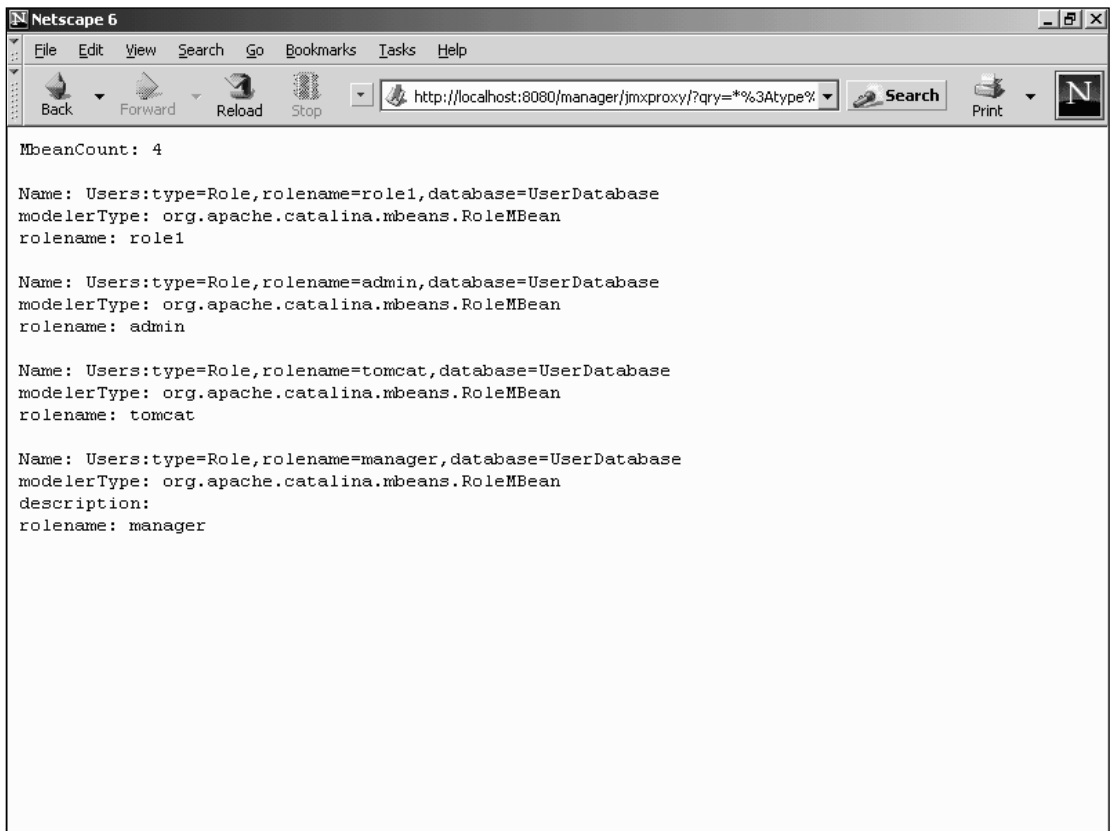 Netscape 6
File Edit View Search Go Bookmarks Tasks Help
Back Forward Reload Stop http://localhost:8080/manager/jmxproxy/?qry=*%3Atype% Search Print N
MbeanCount: 4
Name: Users:type=Role,rolename=role1,database=UserDatabase
modelerType: org.apache.catalina.mbeans.RoleMBean
rolename: role1
Name: Users:type=Role,rolename=admin,database=UserDatabase
modelerType: org.apache.catalina.mbeans.RoleMBean
rolename: admin
Name: Users:type=Role,rolename=tomcat,database=UserDatabase
modelerType: org.apache.catalina.mbeans.RoleMBean
rolename: tomcat
Name: Users:type=Role,rolename=manager,database=UserDatabase
modelerType: org.apache.catalina.mbeans.RoleMBean
description:
rolename: manager